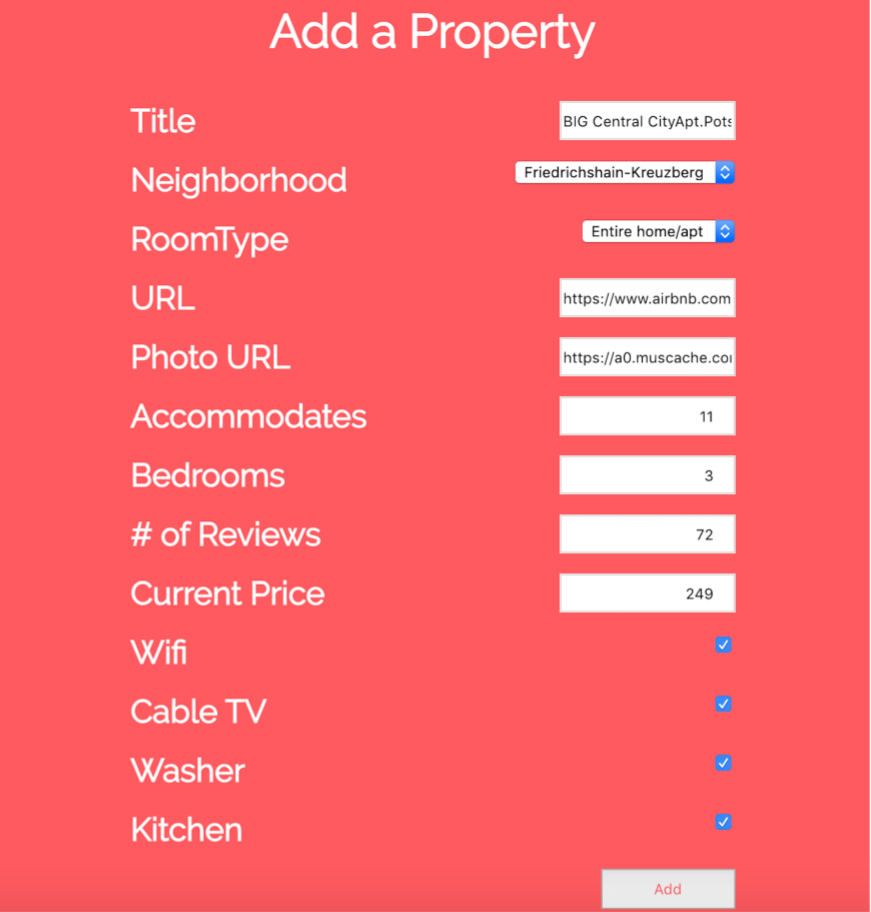 Add a Property
Title BIG Central CityApt.Pots
Neighborhood Friedrichshain-Kreuzberg
RoomType Entire home/apt
URL https://www.airbnb.com
Photo URL https://a0.muscache.co
Accommodates 11
Bedrooms 3
# of Reviews 72
Current Price 249
Wifi
Cable TV
Washer
Kitchen
Add